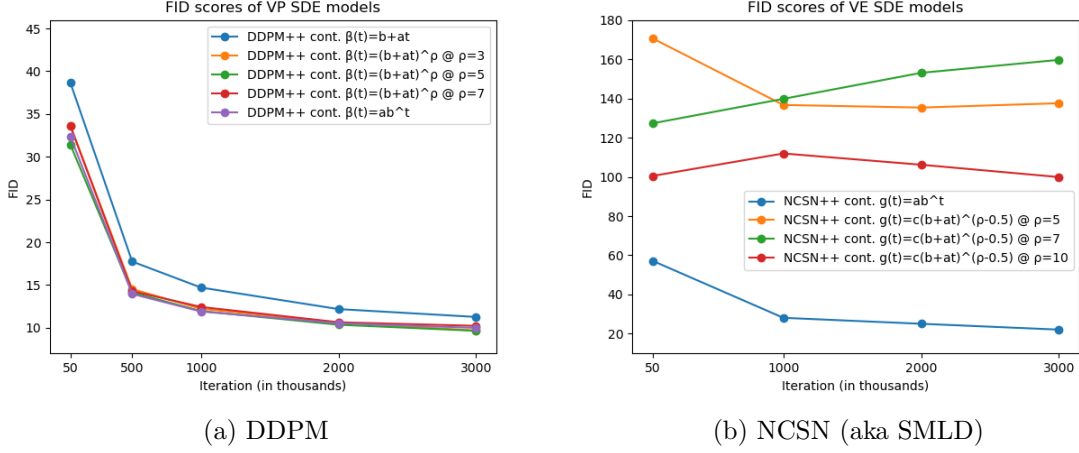 FID scores of VP SDE models
45
40
35
30
25
20
15
10
FID
DDPM++ cont. β(t)=b+at
DDPM++ cont. β(t)=(b+at)^ρ @ ρ=3
DDPM++ cont. β(t)=(b+at)^ρ @ ρ=5
DDPM++ cont. β(t)=(b+at)^ρ @ ρ=7
DDPM++ cont. β(t)=ab^t
50 500 1000 2000 3000
Iteration (in thousands)
(a) DDPM
FID scores of VE SDE models
180
160
140
120
100
80
60
40
20
FID
NCSN++ cont. g(t)=ab^t
NCSN++ cont. g(t)=c(b+at)^(ρ-0.5) @ ρ=5
NCSN++ cont. g(t)=c(b+at)^(ρ-0.5) @ ρ=7
NCSN++ cont. g(t)=c(b+at)^(ρ-0.5) @ ρ=10
50 1000 2000 3000
Iteration (in thousands)
(b) NCSN (aka SMLD)